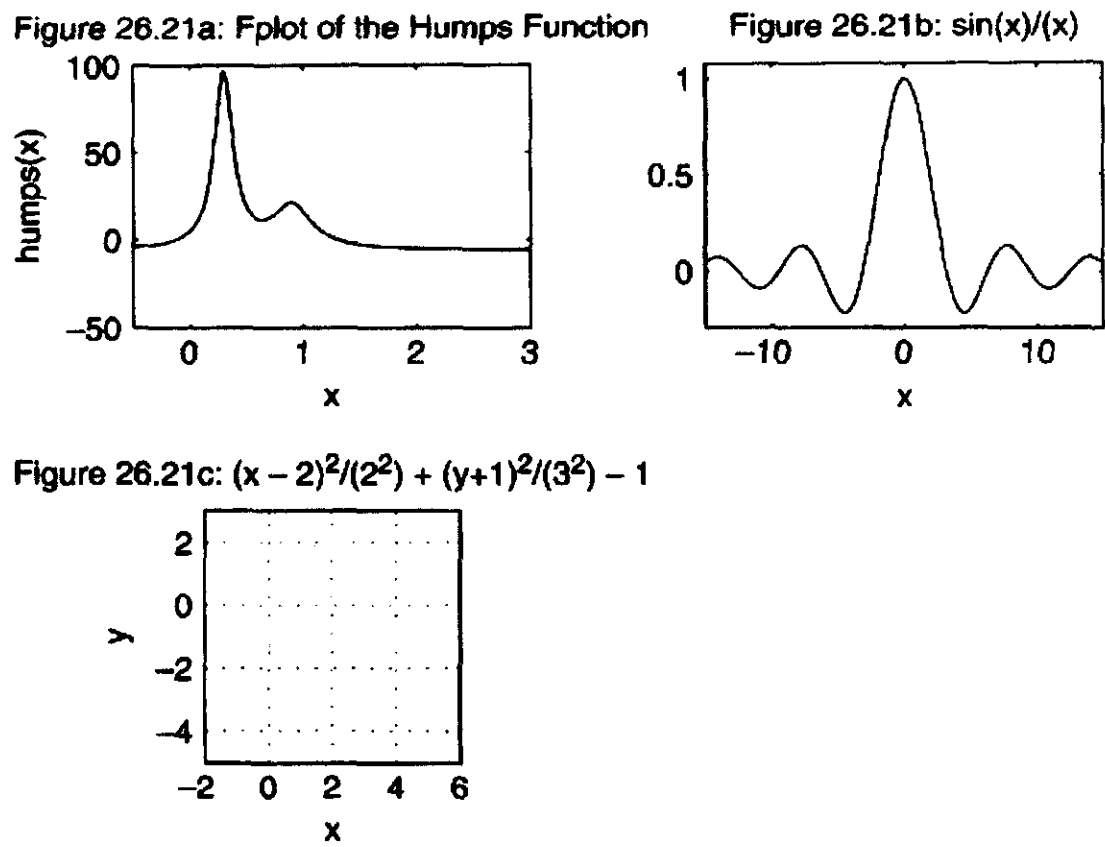 Figure 26.21a: Fplot of the Humps Function
100
50
0
−50
humps(x)
0 1 2 3
x
Figure 26.21b: sin(x)/(x)
1
0.5
0
−10 0 10
x
Figure 26.21c: (x − 2)²/(2²) + (y+1)²/(3²) − 1
2
0
−2
−4
y
−2 0 2 4 6
x